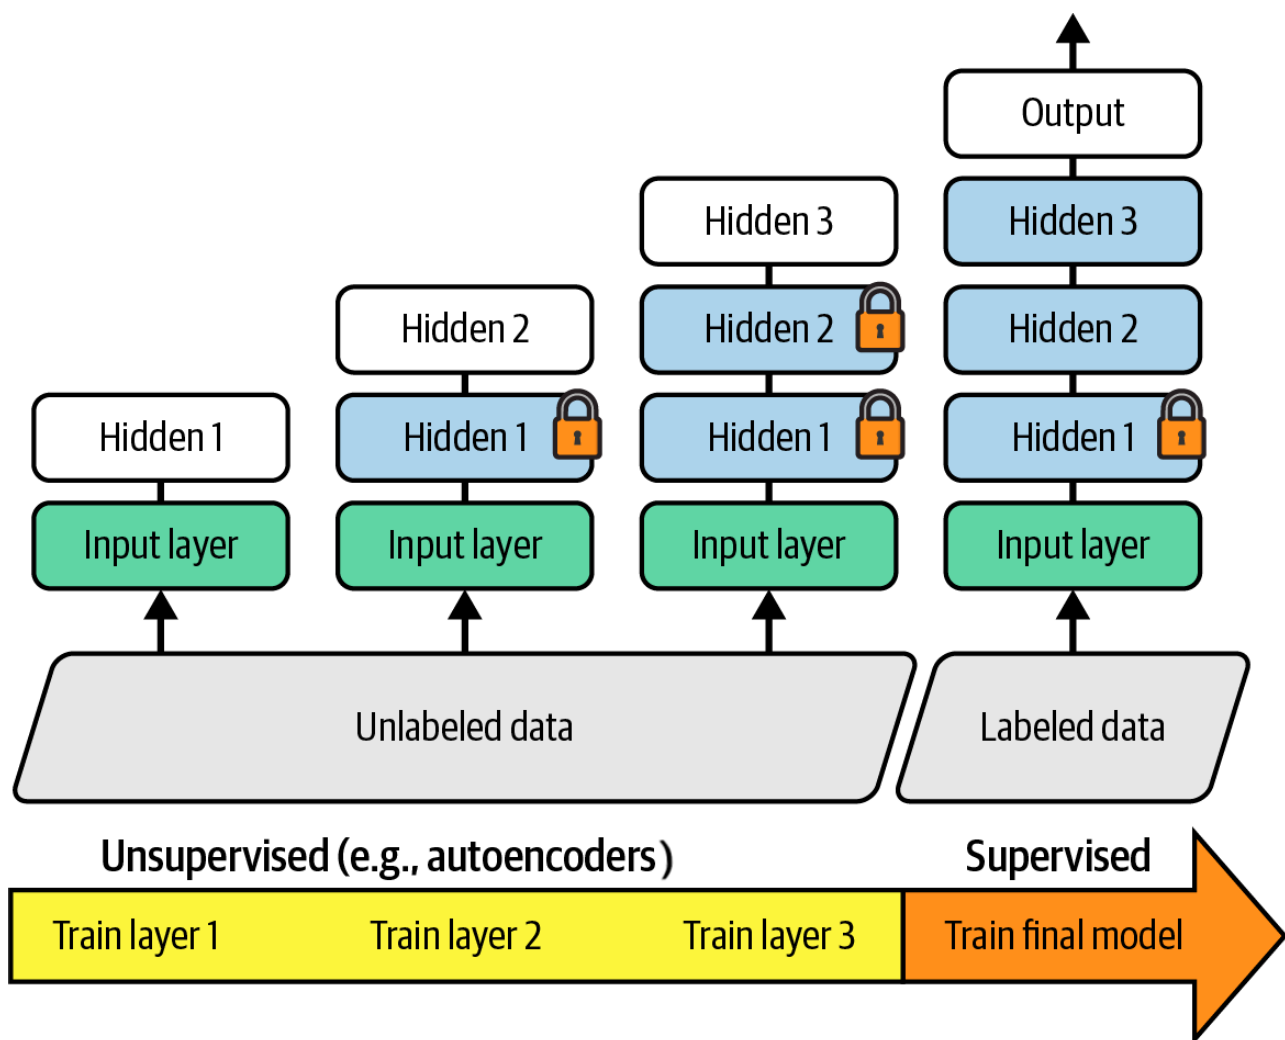 Output
Hidden 3
Hidden 3
Hidden 2
Hidden 2
Hidden 2
Hidden 1
Hidden 1
Hidden 1
Hidden 1
Input layer
Input layer
Input layer
Input layer
Unlabeled data
Labeled data
Unsupervised (e.g., autoencoders)
Supervised
Train layer 1
Train layer 2
Train layer 3
Train final model